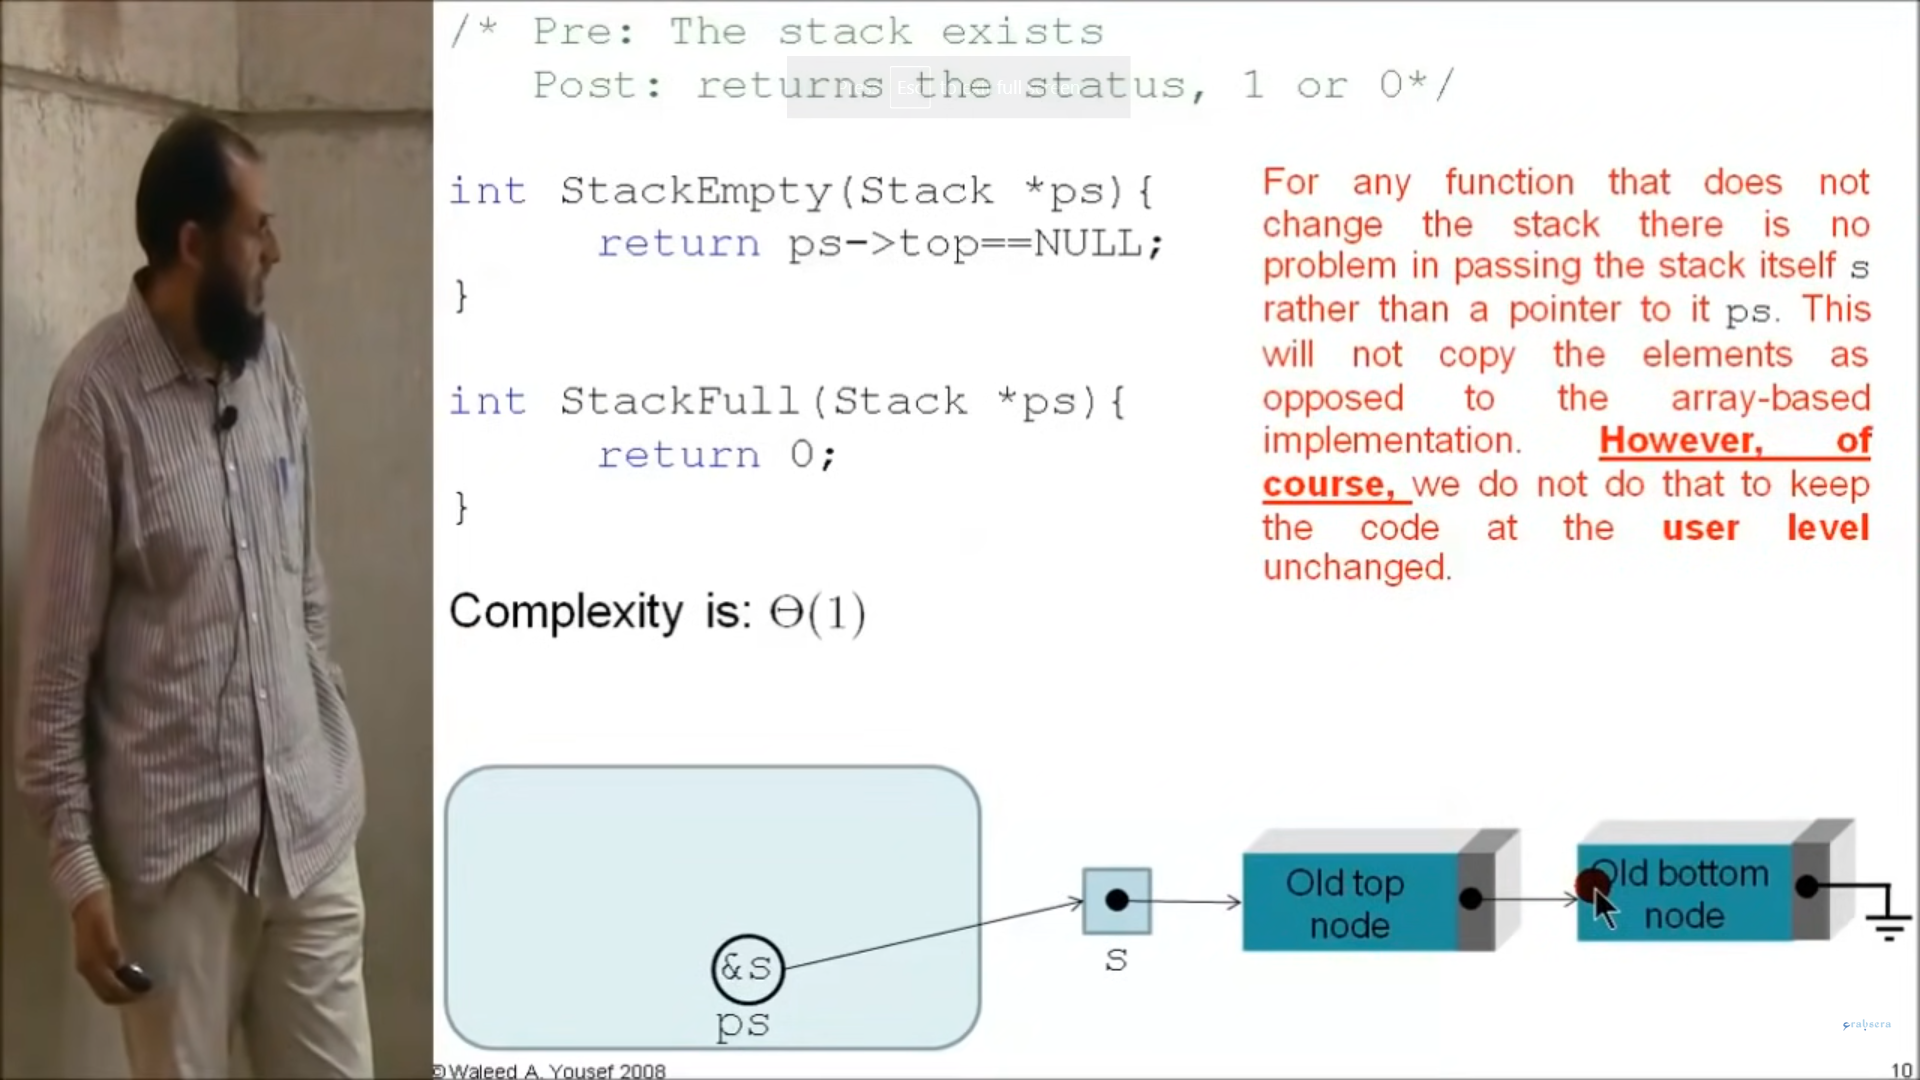 /* Pre: The stack exists
Post: returns the status, 1 or 0*/
int StackEmpty(Stack *ps){
return ps->top==NULL;
}
int StackFull(Stack *ps){
return 0;
}
Complexity is: Θ(1)
For any function that does not
change the stack there is no
problem in passing the stack itself s
rather than a pointer to it ps. This
will not copy the elements as
opposed to the array-based
implementation. However, of
course, we do not do that to keep
the code at the user level
unchanged.
Old top
node
Old bottom
node
s
&s
ps
©Waleed A. Yousef 2008
10